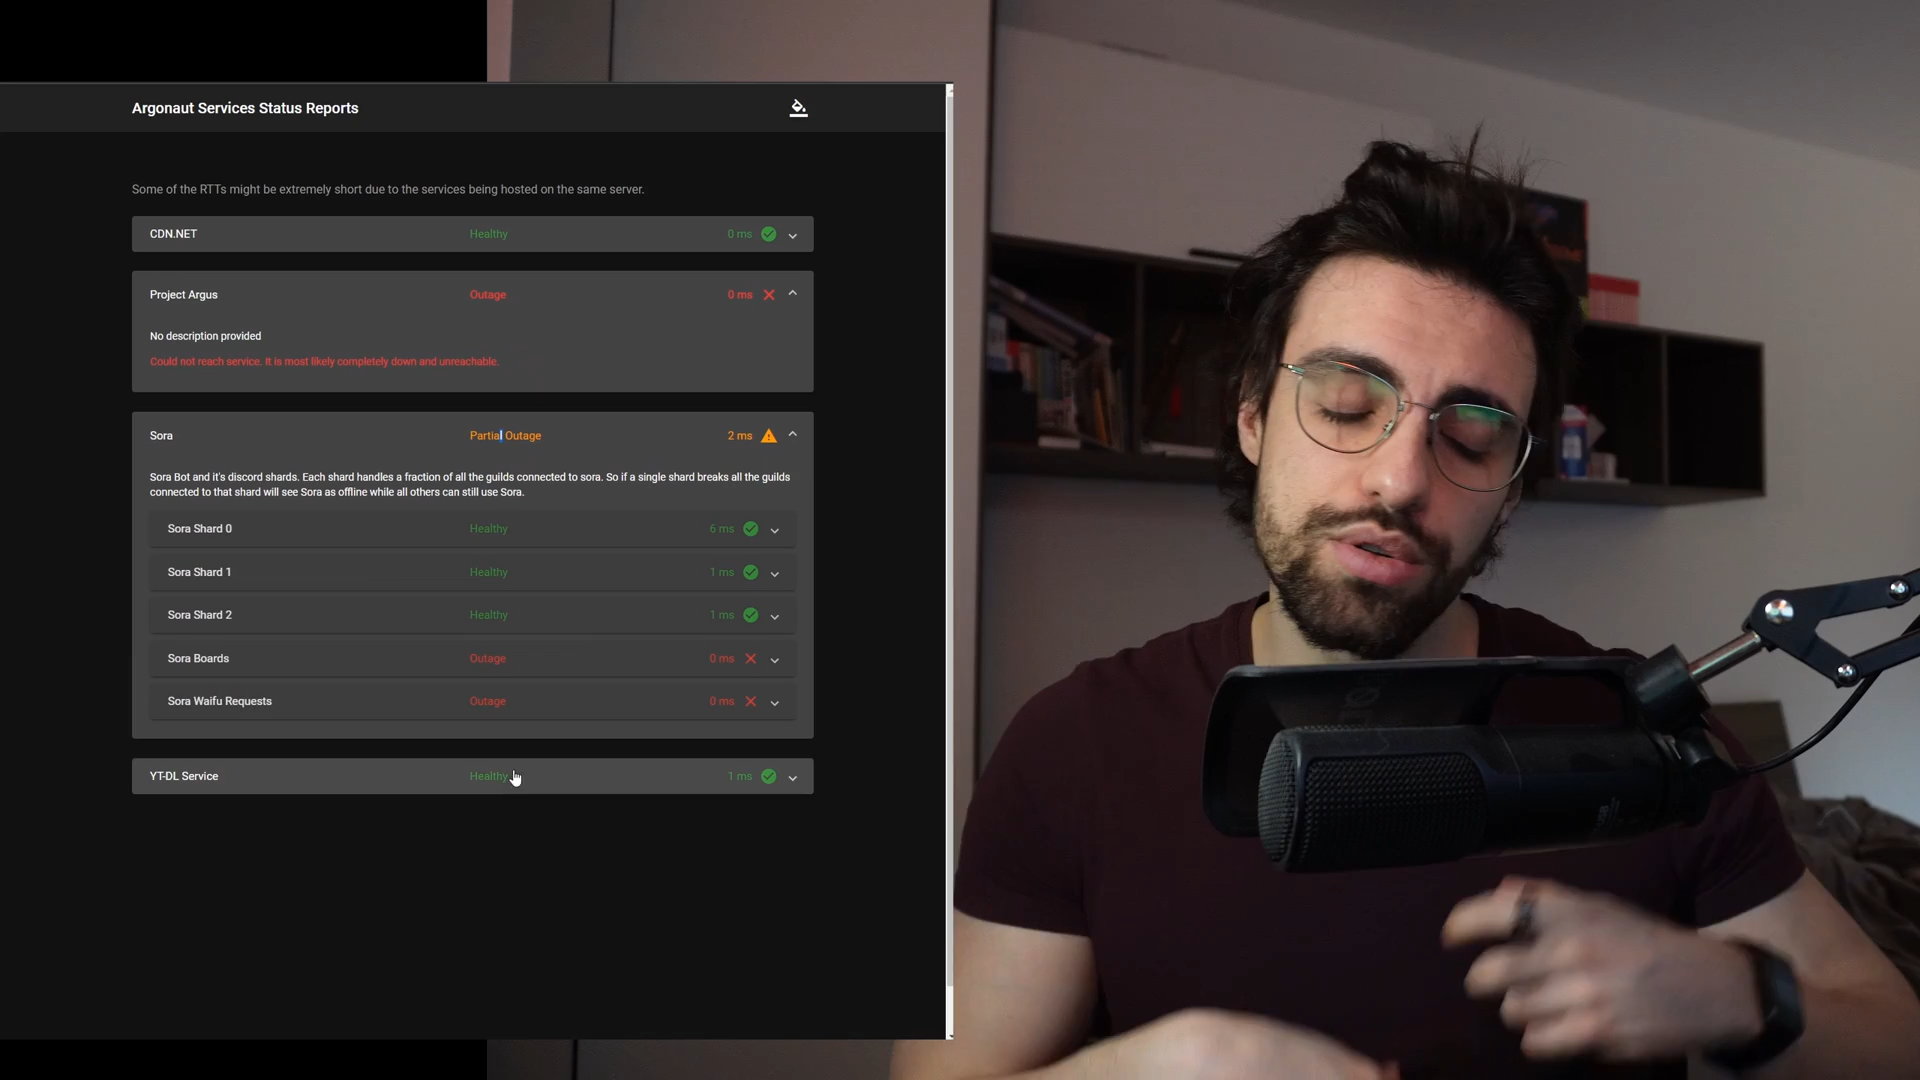 Argonaut Services Status Reports
Some of the RTTs might be extremely short due to the services being hosted on the same server.
CDN.NET Healthy 0 ms
Project Argus Outage 0 ms
No description provided
Could not reach service. It is most likely completely down and unreachable.
Sora Partial Outage 2 ms
Sora Bot and it's discord shards. Each shard handles a fraction of all the guilds connected to sora. So if a single shard breaks all the guilds
connected to that shard will see Sora as offline while all others can still use Sora.
Sora Shard 0 Healthy 6 ms
Sora Shard 1 Healthy 1 ms
Sora Shard 2 Healthy 1 ms
Sora Boards Outage 0 ms
Sora Waifu Requests Outage 0 ms
YT-DL Service Healthy 1 ms